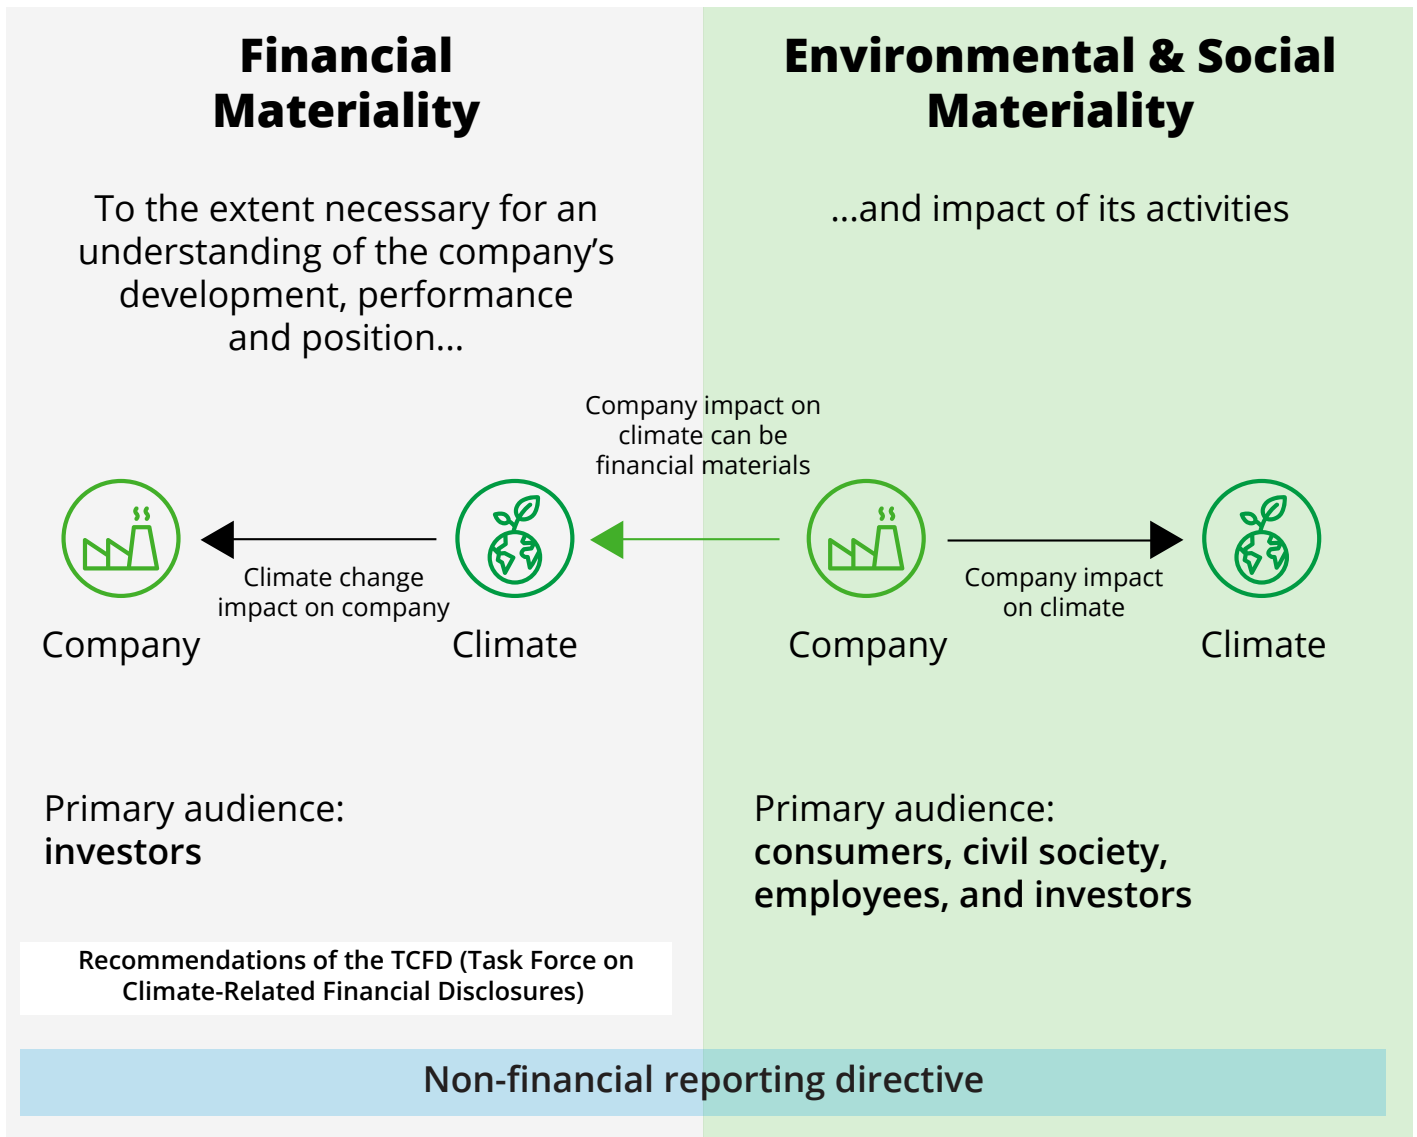 Financial
Materiality
To the extent necessary for an
understanding of the company’s
development, performance
and position...
Environmental & Social
Materiality
...and impact of its activities
Company impact on
climate can be
financial materials
Climate change
impact on company
Company
Climate
Company impact
on climate
Company
Climate
Primary audience:
investors
Primary audience:
consumers, civil society,
employees, and investors
Recommendations of the TCFD (Task Force on
Climate-Related Financial Disclosures)
Non-financial reporting directive